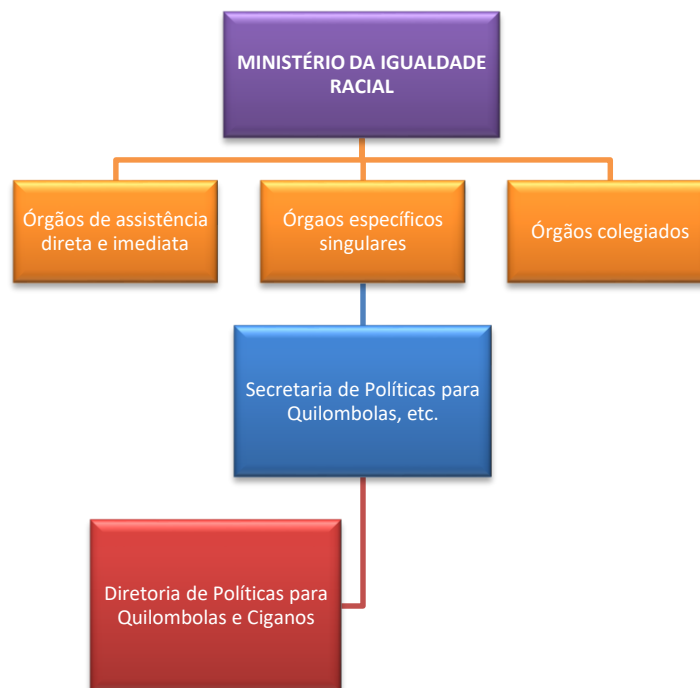 MINISTÉRIO DA IGUALDADE
RACIAL
Órgãos de assistência
direta e imediata
Órgaos específicos
singulares
Órgãos colegiados
Secretaria de Políticas para
Quilombolas, etc.
Diretoria de Políticas para
Quilombolas e Ciganos